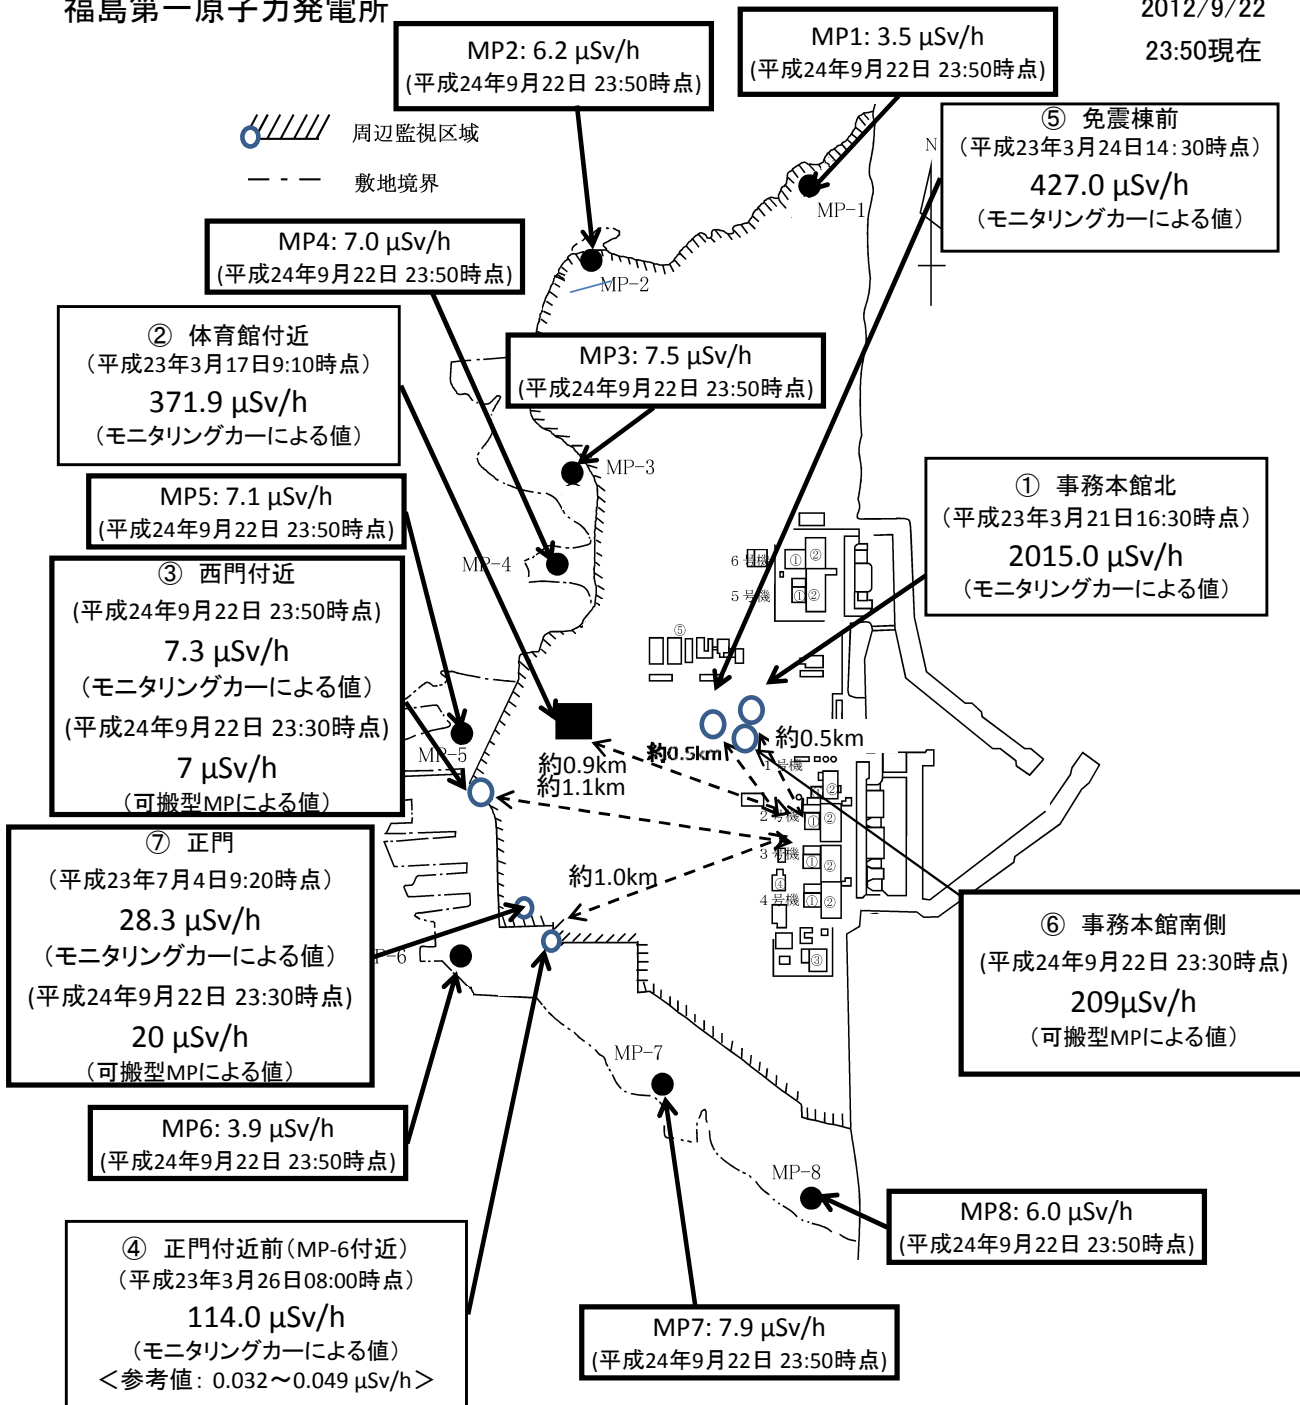 福島第一原子力発電所
2012/9/22
23:50現在
MP2: 6.2 μSv/h
(平成24年9月22日 23:50時点)
MP1: 3.5 μSv/h
(平成24年9月22日 23:50時点)
周辺監視区域
敷地境界
⑤ 免震棟前
(平成23年3月24日14:30時点)
427.0 μSv/h
(モニタリングカーによる値)
N
MP-1
MP4: 7.0 μSv/h
(平成24年9月22日 23:50時点)
MP-2
② 体育館付近
(平成23年3月17日9:10時点)
371.9 μSv/h
(モニタリングカーによる値)
MP3: 7.5 μSv/h
(平成24年9月22日 23:50時点)
MP-3
MP5: 7.1 μSv/h
(平成24年9月22日 23:50時点)
① 事務本館北
(平成23年3月21日16:30時点)
2015.0 μSv/h
(モニタリングカーによる値)
MP-4
6号機
①
②
5号機
①
②
③ 西門付近
(平成24年9月22日 23:50時点)
7.3 μSv/h
(モニタリングカーによる値)
(平成24年9月22日 23:30時点)
7 μSv/h
(可搬型MPによる値)
⑤
MP-5
約0.9km
約1.1km
約0.5km
約0.5km
1号機
②
2号機
①
②
3号機
①
②
④
4号機
①
②
③
約1.0km
⑦ 正門
(平成23年7月4日9:20時点)
28.3 μSv/h
(モニタリングカーによる値)
(平成24年9月22日 23:30時点)
20 μSv/h
(可搬型MPによる値)
P-6
⑥ 事務本館南側
(平成24年9月22日 23:30時点)
209μSv/h
(可搬型MPによる値)
MP-7
MP6: 3.9 μSv/h
(平成24年9月22日 23:50時点)
MP-8
MP8: 6.0 μSv/h
(平成24年9月22日 23:50時点)
④ 正門付近前(MP-6付近)
(平成23年3月26日08:00時点)
114.0 μSv/h
(モニタリングカーによる値)
＜参考値: 0.032～0.049 μSv/h＞
MP7: 7.9 μSv/h
(平成24年9月22日 23:50時点)